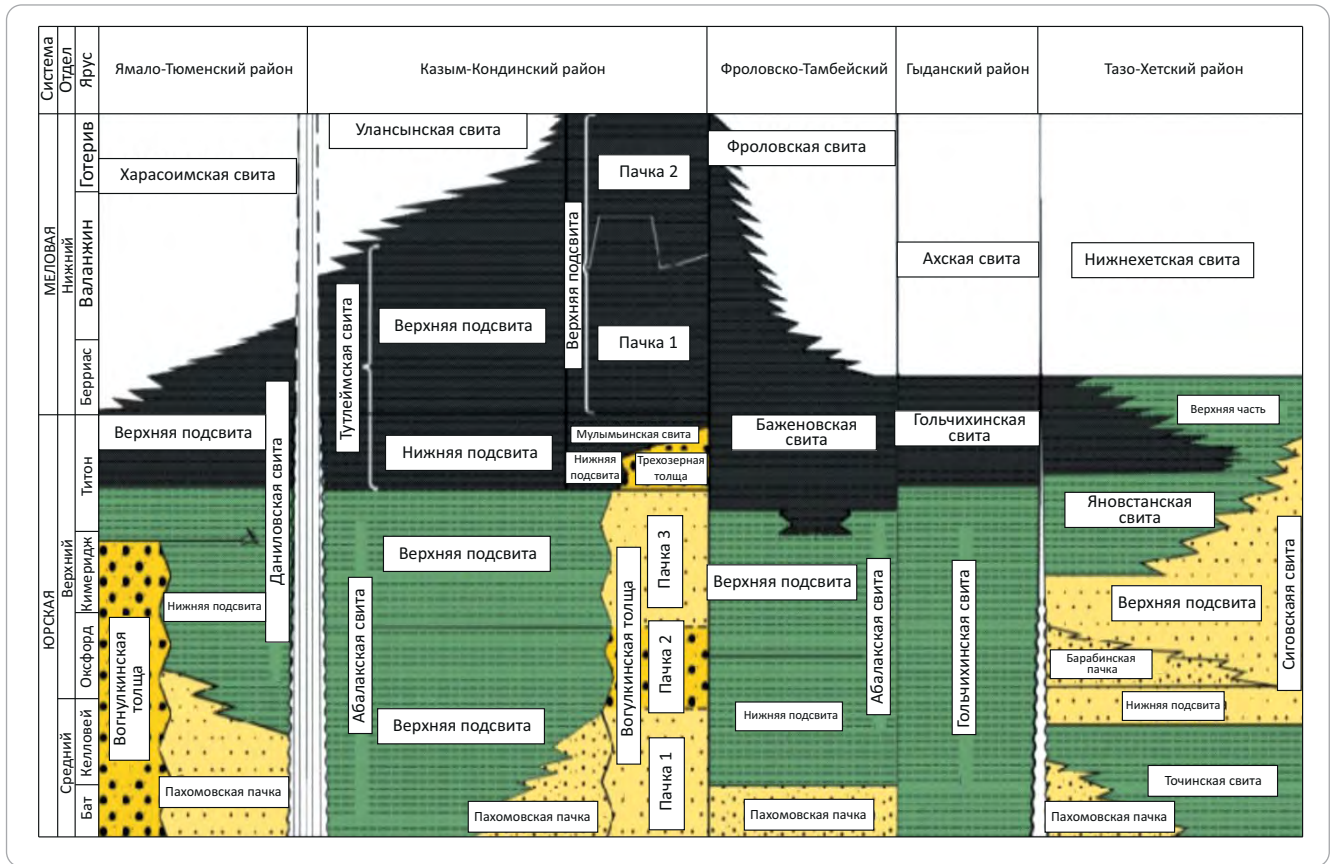 Система
Отдел
Ярус
Ямало-Тюменский район
Казым-Кондинский район
Фроловско-Тамбейский
Гыданский район
Тазо-Хетский район
МЕЛОВАЯ
Нижний
Готерив
Валанжин
Берриас
ЮРСКАЯ
Верхний
Средний
Титон
Кимеридж
Оксфорд
Келловей
Бат
Харасоимская свита
Верхняя подсвита
Даниловская свита
Нижняя подсвита
Вогнулкинская
толща
Пахомовская пачка
Улансынская свита
Тутлеймская свита
Верхняя подсвита
Нижняя подсвита
Верхняя подсвита
Пачка 2
Пачка 1
Мулымьинская свита
Нижняя
подсвита
Трехозерная
толща
Абалакская свита
Верхняя подсвита
Верхняя подсвита
Пахомовская пачка
Вогулкинская толща
Пачка 3
Пачка 2
Пачка 1
Фроловская свита
Баженовская
свита
Верхняя подсвита
Абалакская свита
Нижняя подсвита
Пахомовская пачка
Ахская свита
Гольчихинская
свита
Гольчихинская свита
Нижнехетская свита
Верхняя часть
Яновстанская
свита
Верхняя подсвита
Сиговскаяя свита
Барабинская
пачка
Нижняя подсвита
Точинская свита
Пахомовская пачка